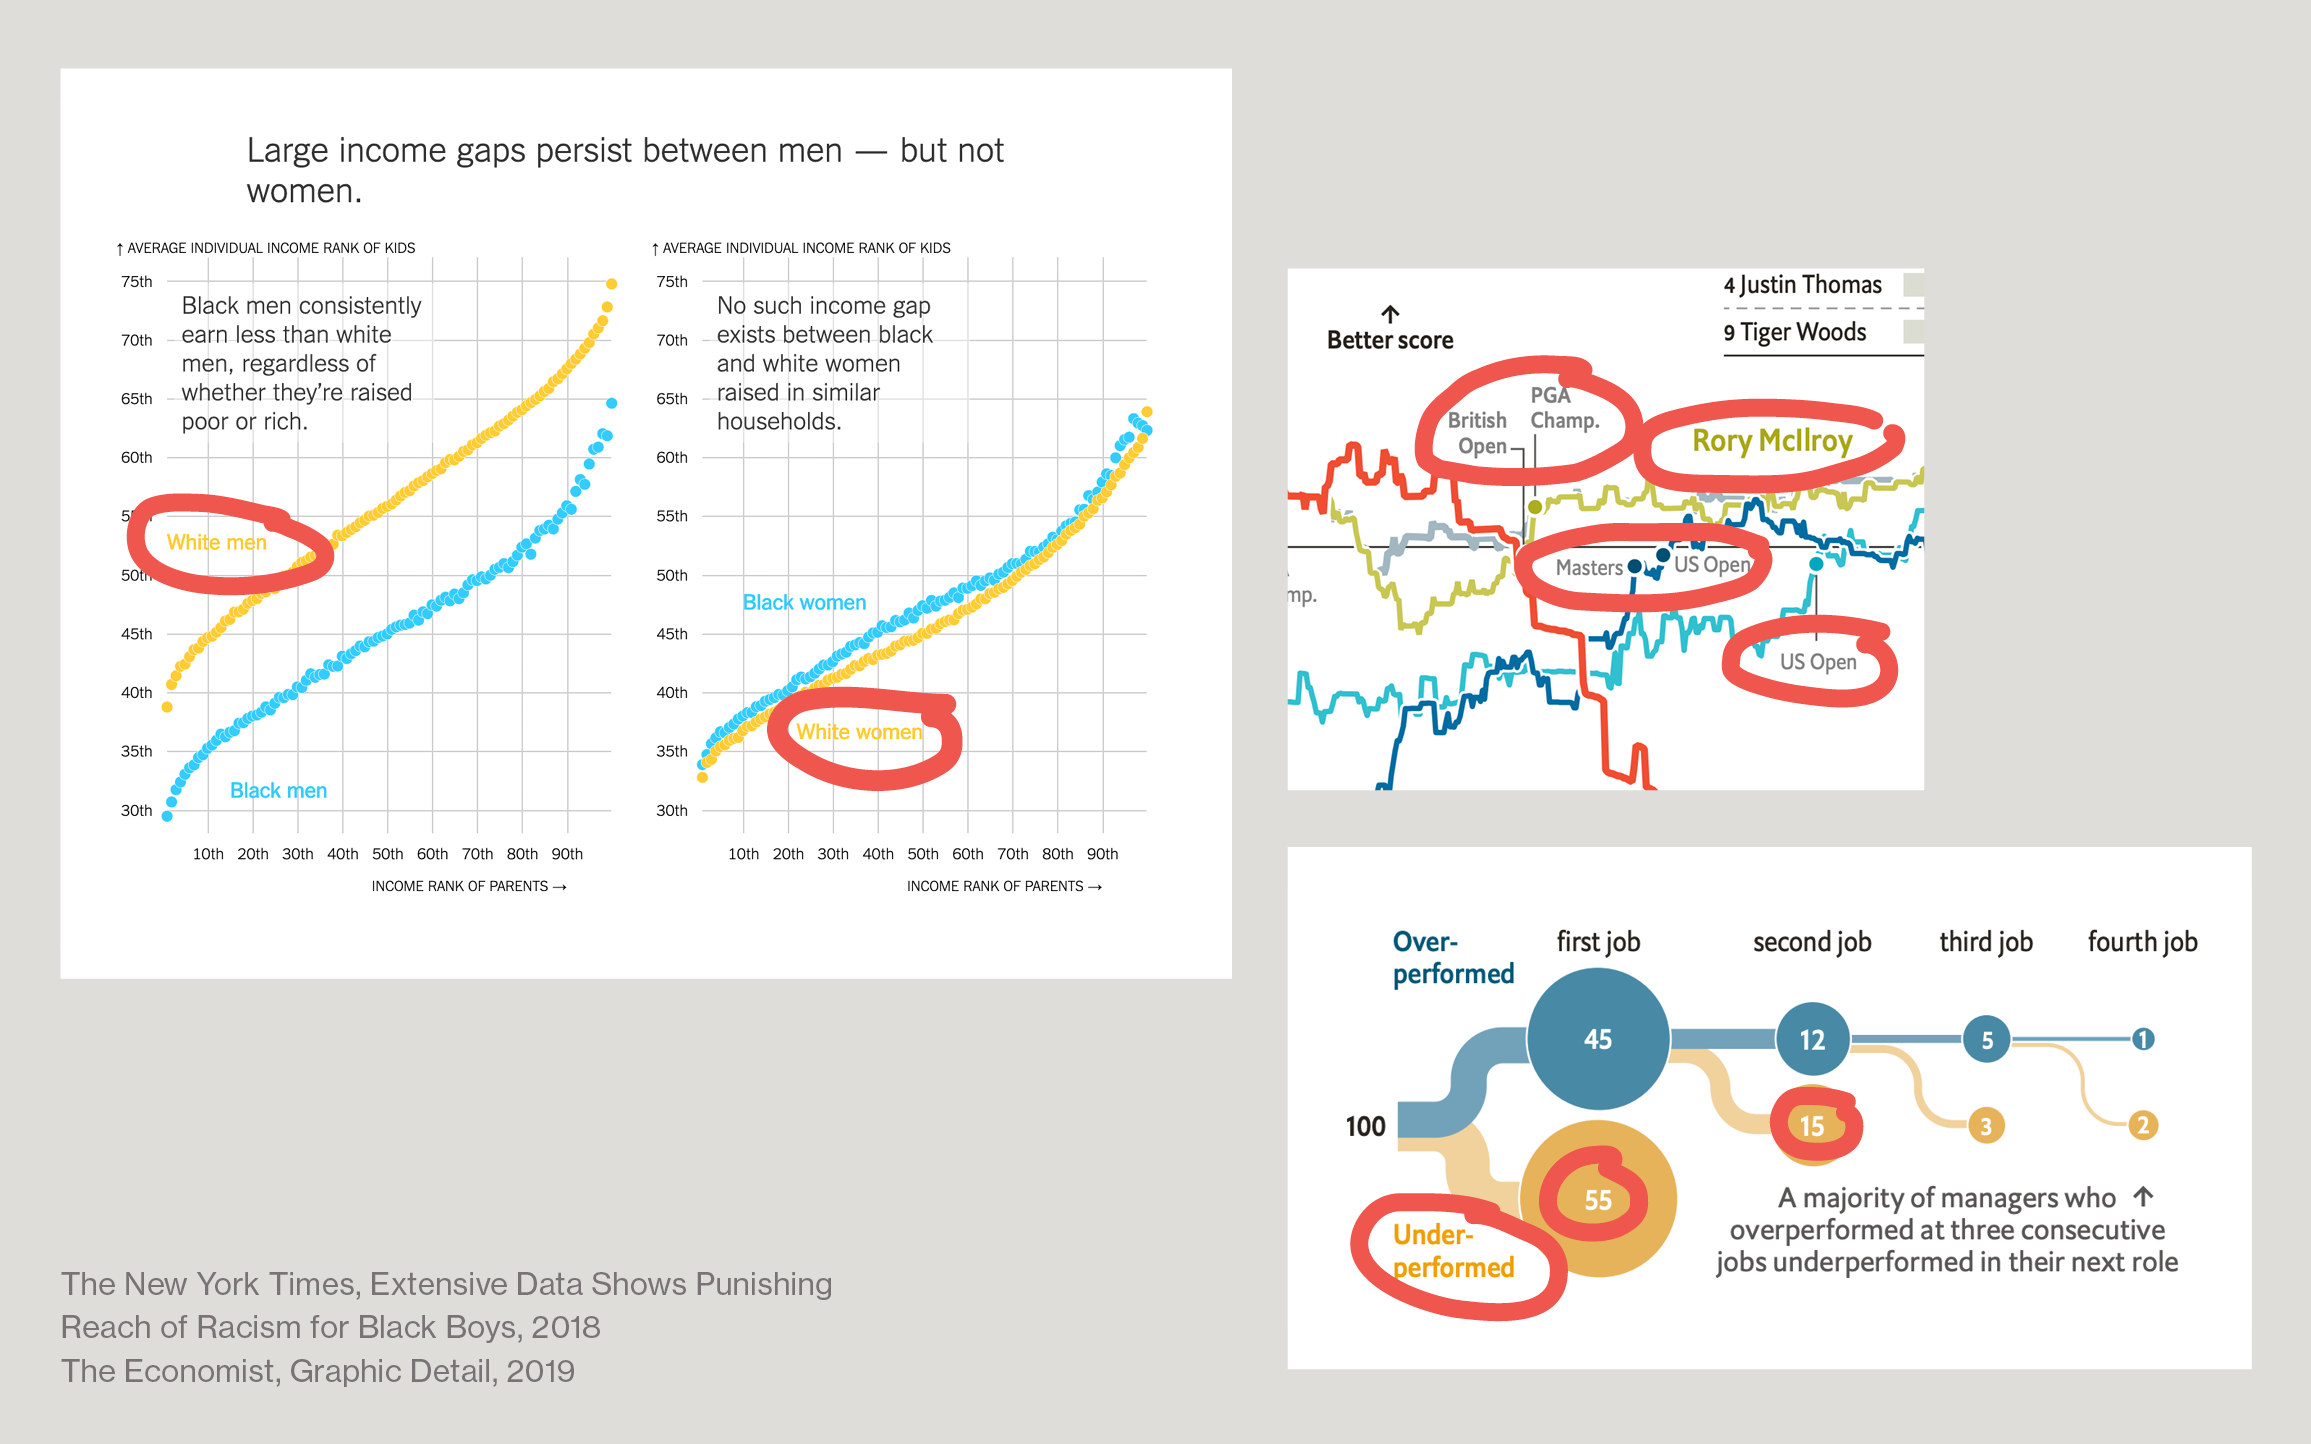 Large income gaps persist between men — but not
women.
↑ AVERAGE INDIVIDUAL INCOME RANK OF KIDS
75th
70th
65th
60th
55th
50th
45th
40th
35th
30th
Black men consistently
earn less than white
men, regardless of
whether they’re raised
poor or rich.
White men
Black men
10th 20th 30th 40th 50th 60th 70th 80th 90th
INCOME RANK OF PARENTS →
↑ AVERAGE INDIVIDUAL INCOME RANK OF KIDS
75th
70th
65th
60th
55th
50th
45th
40th
35th
30th
No such income gap
exists between black
and white women
raised in similar
households.
Black women
White women
10th 20th 30th 40th 50th 60th 70th 80th 90th
INCOME RANK OF PARENTS →
4 Justin Thomas
9 Tiger Woods
↑
Better score
PGA
Champ.
British
Open
Rory McIlroy
Masters
US Open
mp.
US Open
Over-
performed
first job second job third job fourth job
45 12 5 1
100
15 3 2
55
Under-
performed
A majority of managers who ↑
overperformed at three consecutive
jobs underperformed in their next role
The New York Times, Extensive Data Shows Punishing
Reach of Racism for Black Boys, 2018
The Economist, Graphic Detail, 2019